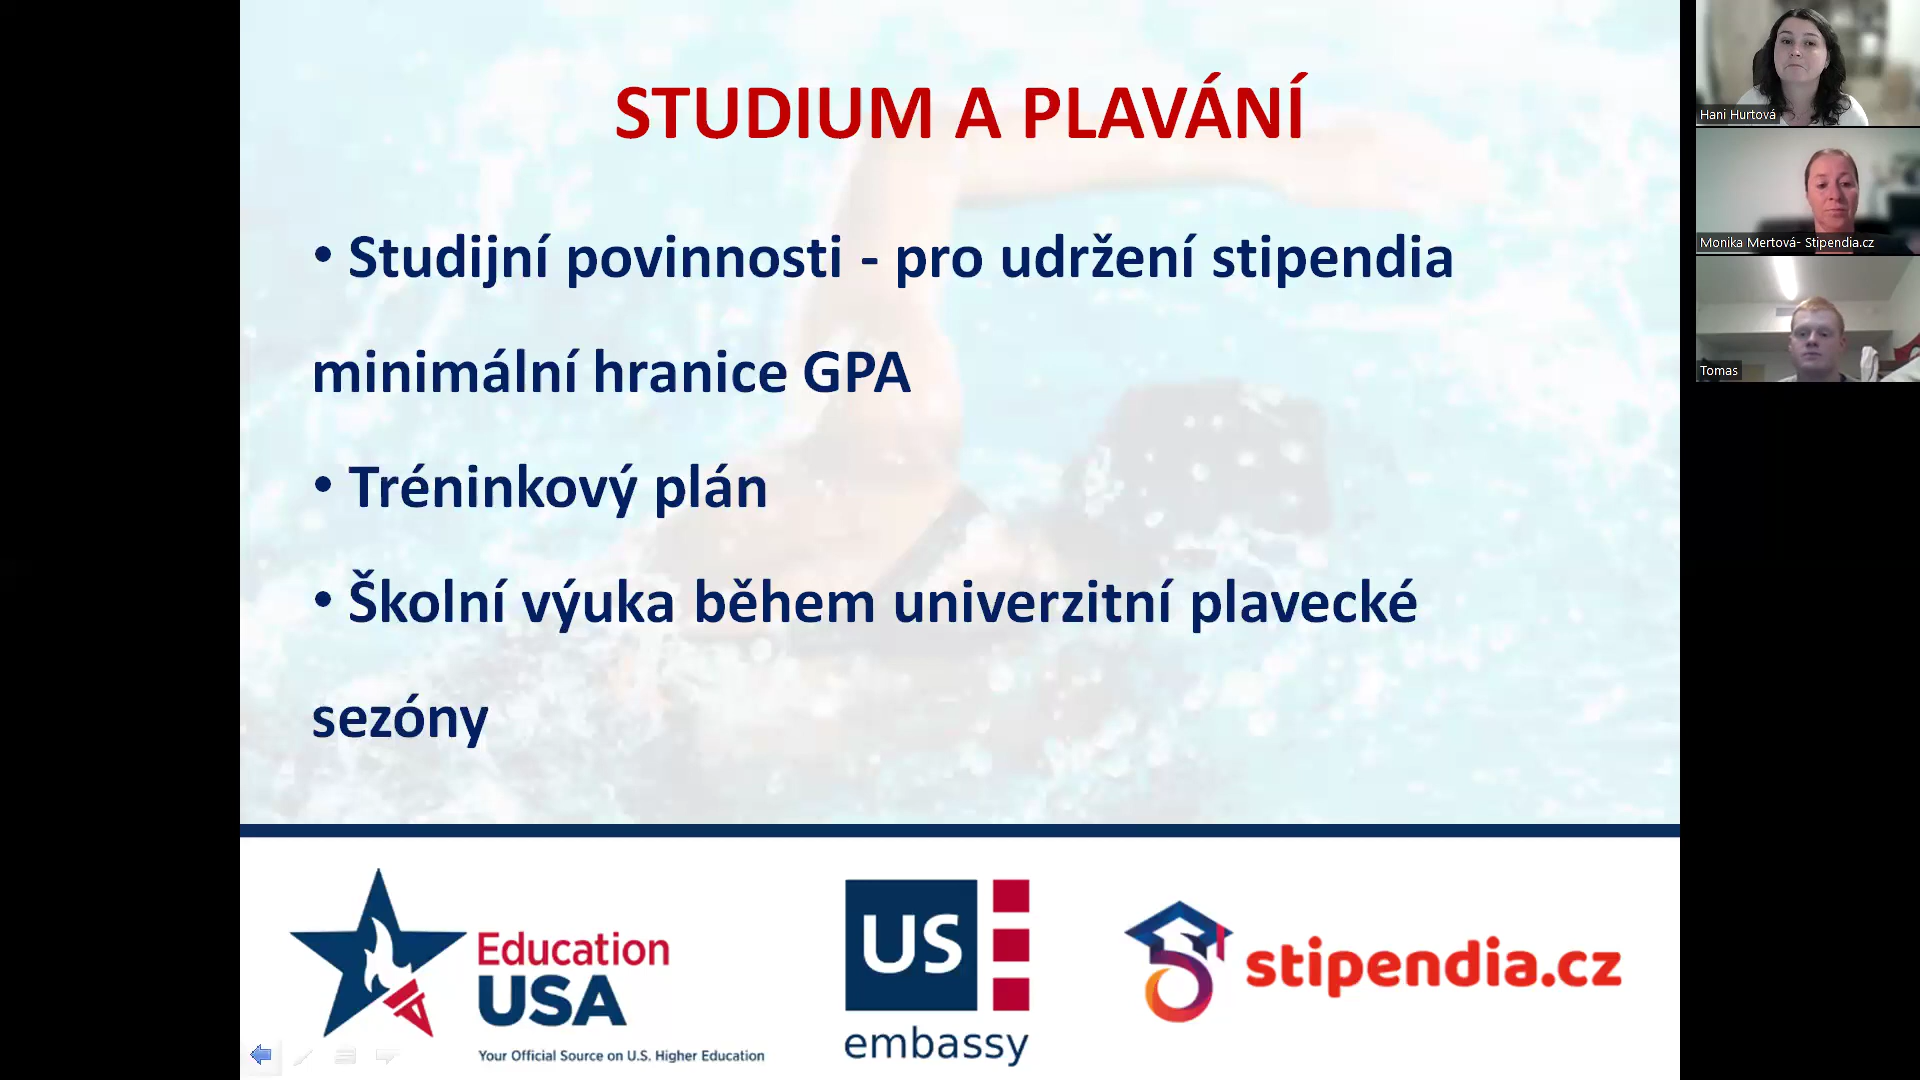 STUDIUM A PLAVÁNÍ
• Studijní povinnosti - pro udržení stipendia
minimální hranice GPA
• Tréninkový plán
• Školní výuka během univerzitní plavecké
sezóny
Education
USA
Your Official Source on U.S. Higher Education
US
embassy
stipendia.cz
Hani Hurtová
Monika Mertová- Stipendia.cz
Tomas